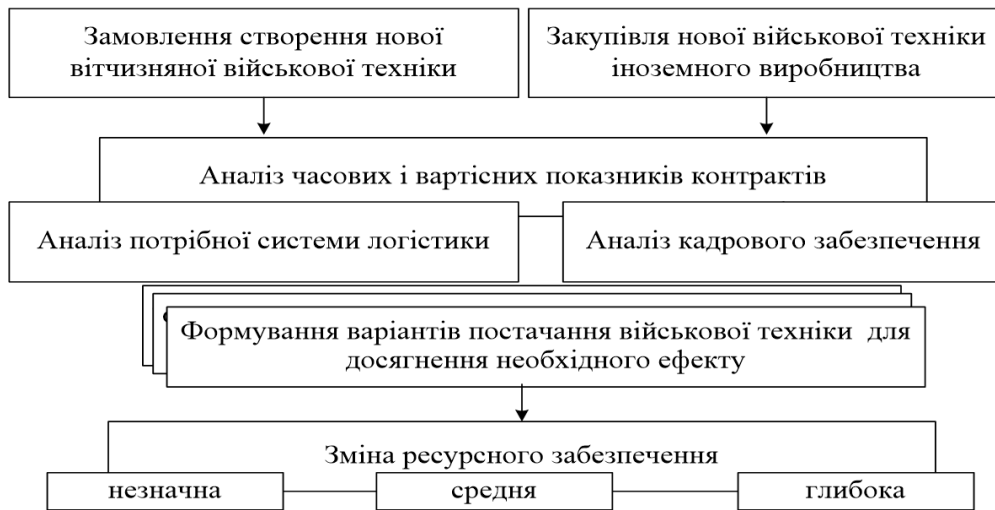 Замовлення створення нової
вітчизняної військової техніки
Закупівля нової військової техніки
іноземного виробництва
Аналіз часових і вартісних показників контрактів
Аналіз потрібної системи логістики
Аналіз кадрового забезпечення
Формування варіантів постачання військової техніки для
досягнення необхідного ефекту
Зміна ресурсного забезпечення
незначна
средня
глибока